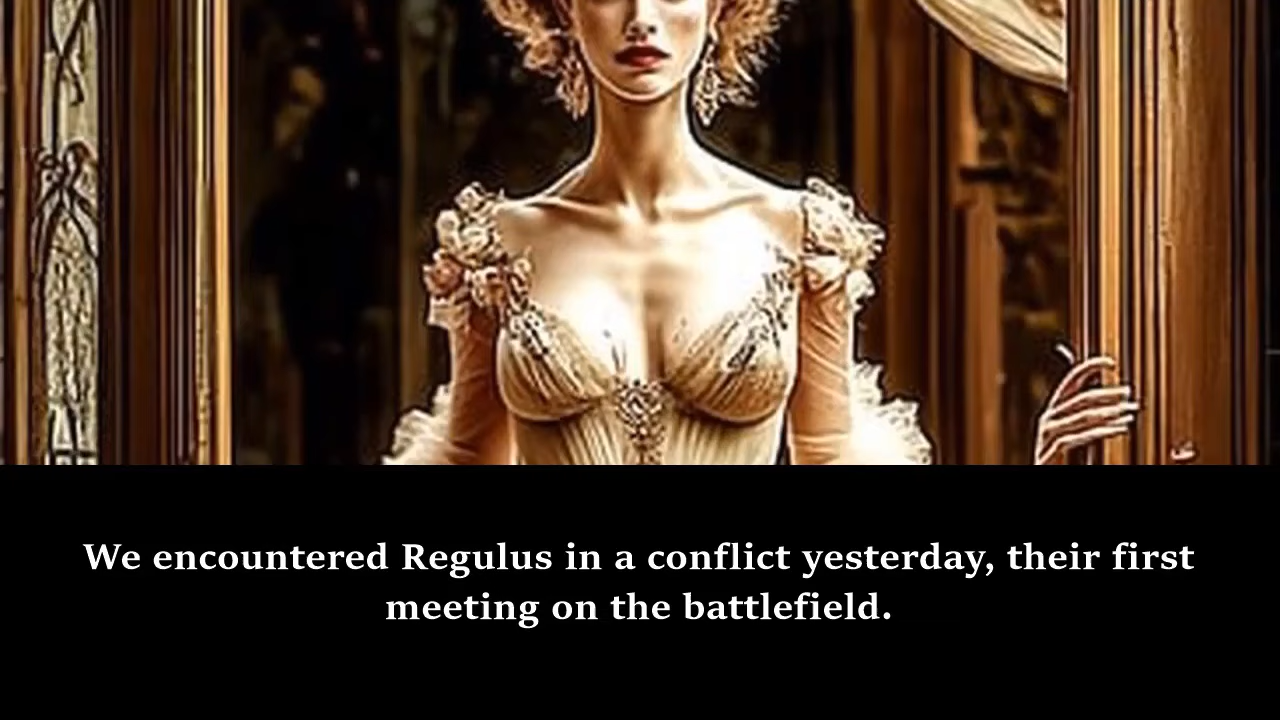 We encountered Regulus in a conflict yesterday, their first
meeting on the battlefield.